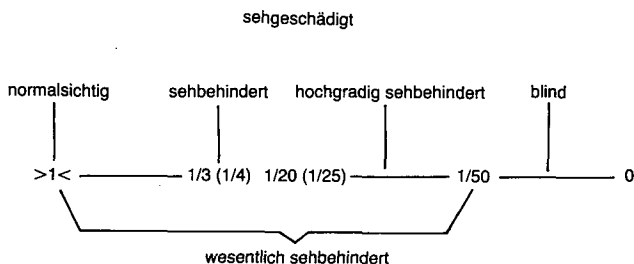 sehgeschädigt
normalsichtig sehbehindert hochgradig sehbehindert blind
>1< 1/3 (1/4) 1/20 (1/25) 1/50 0
wesentlich sehbehindert